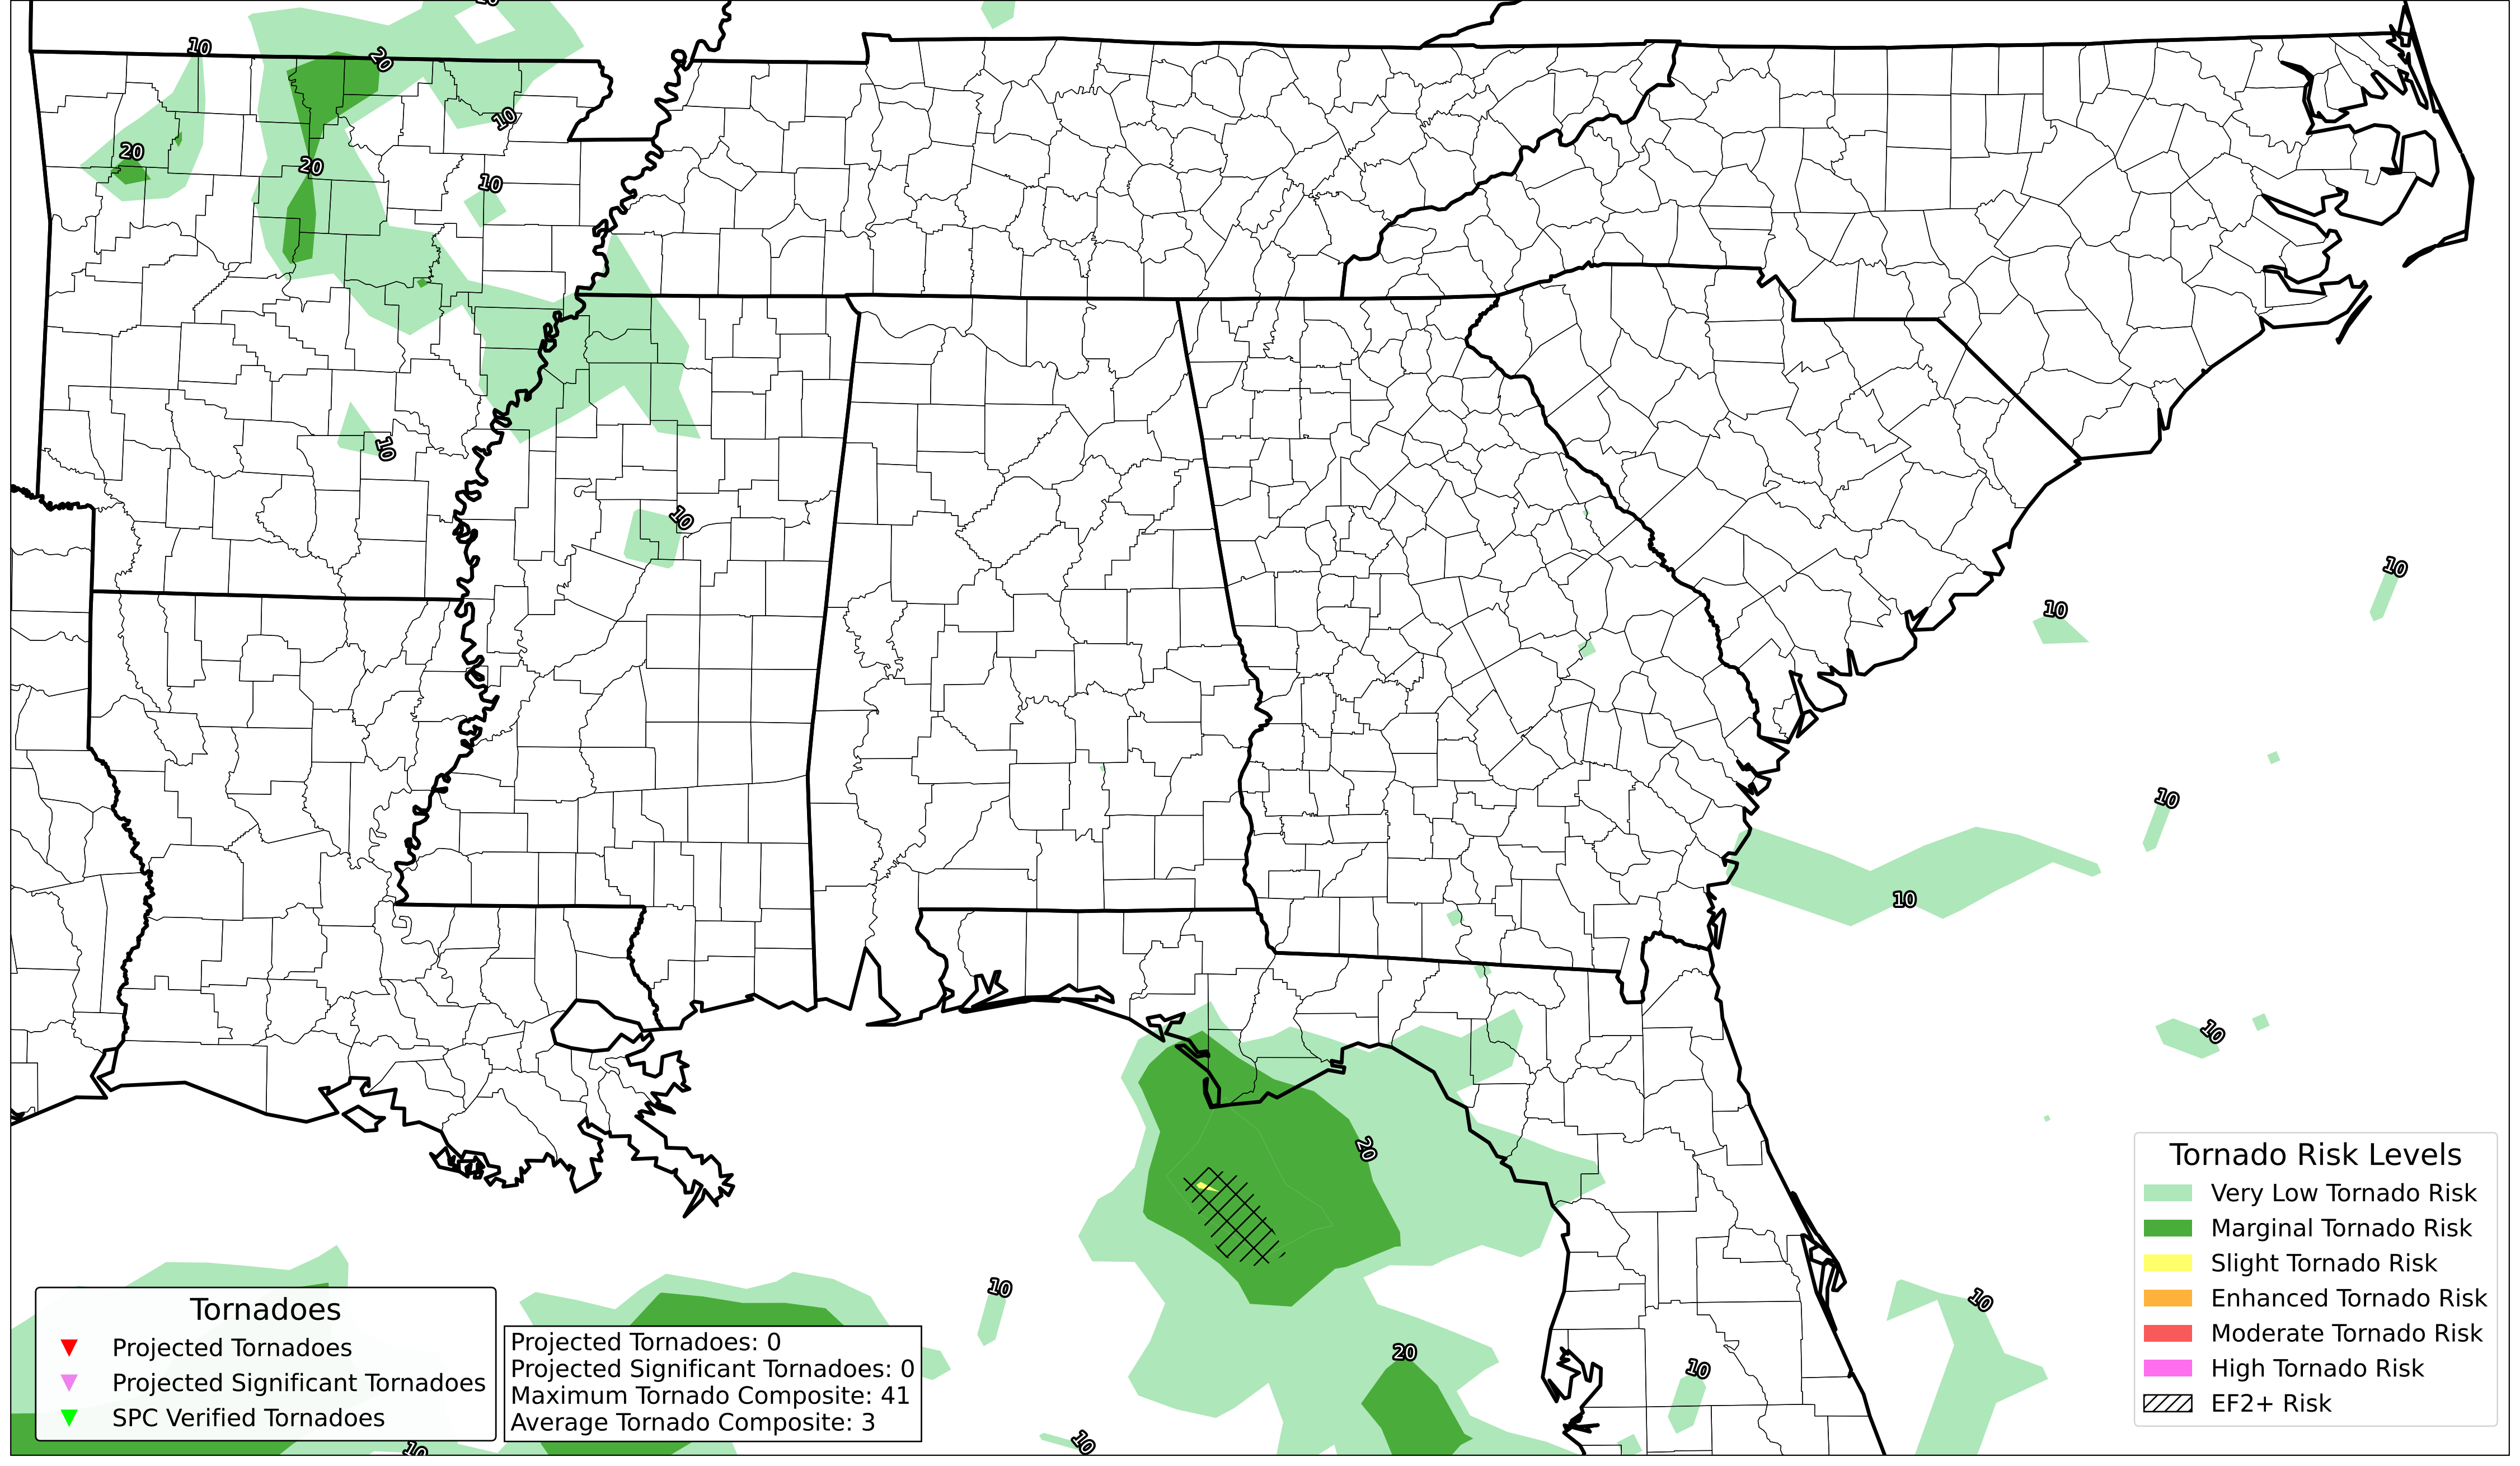 10
10
20
10
20
20
10
10
10
10
10
10
10
10
10
20
10
10
20
10
10
10
Tornado Risk Levels
Very Low Tornado Risk
Marginal Tornado Risk
Slight Tornado Risk
Enhanced Tornado Risk
Moderate Tornado Risk
High Tornado Risk
EF2+ Risk
Tornadoes
Projected Tornadoes
Projected Significant Tornadoes
SPC Verified Tornadoes
Projected Tornadoes: 0
Projected Significant Tornadoes: 0
Maximum Tornado Composite: 41
Average Tornado Composite: 3